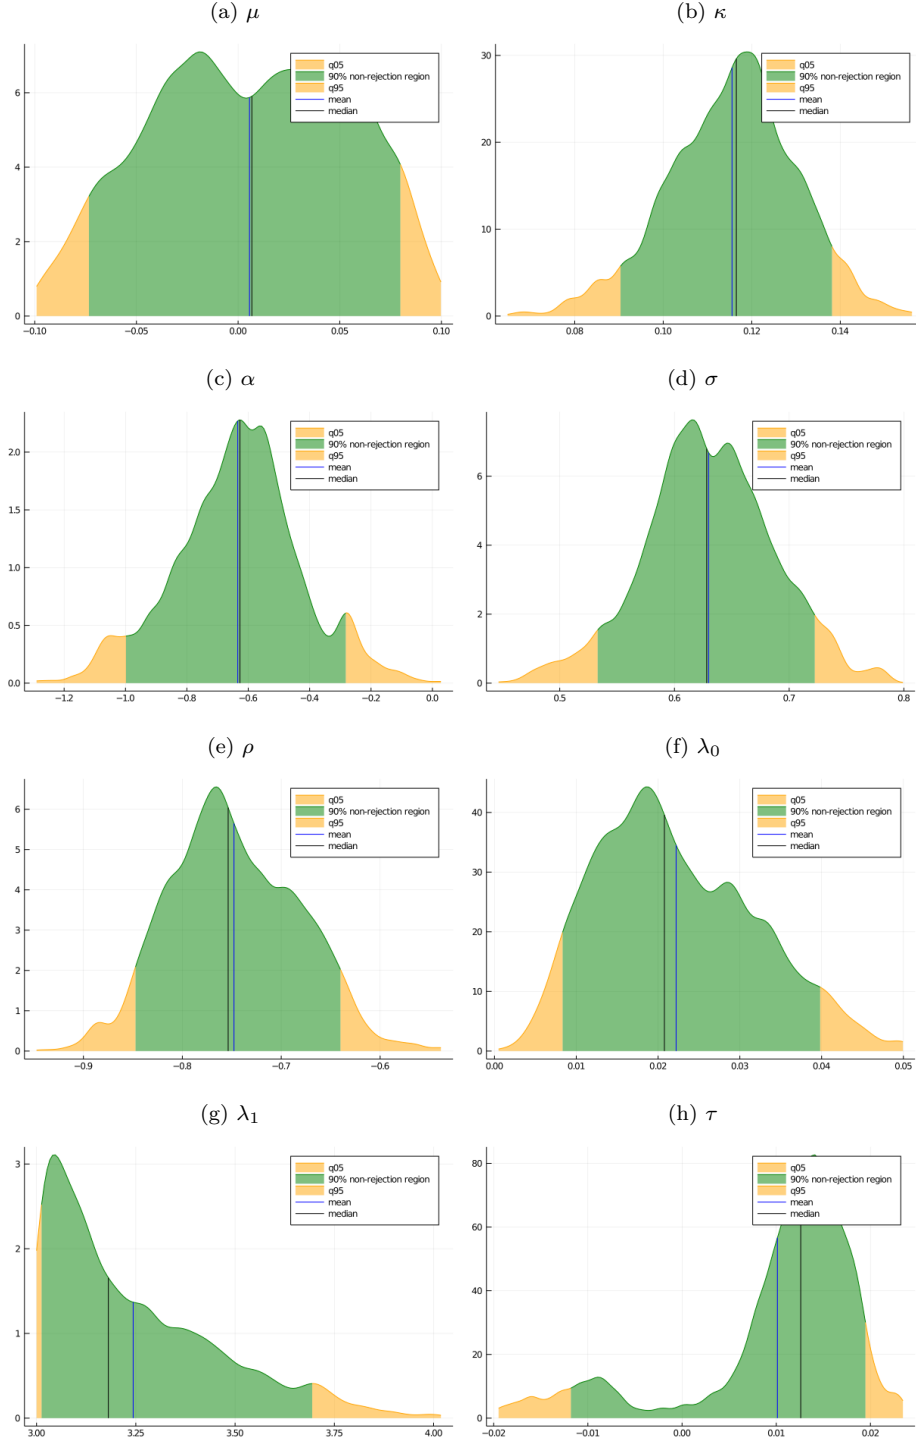 (a) μ
6
4
2
0
−0.10
−0.05
0.00
0.05
0.10
q05
90% non-rejection region
q95
mean
median
(b) κ
30
20
10
0
0.08
0.10
0.12
0.14
q05
90% non-rejection region
q95
mean
median
(c) α
2.0
1.5
1.0
0.5
0.0
−1.2
−1.0
−0.8
−0.6
−0.4
−0.2
0.0
q05
90% non-rejection region
q95
mean
median
(d) σ
6
4
2
0
0.5
0.6
0.7
0.8
q05
90% non-rejection region
q95
mean
median
(e) ρ
6
5
4
3
2
1
0
−0.9
−0.8
−0.7
−0.6
q05
90% non-rejection region
q95
mean
median
(f) λ₀
40
30
20
10
0
0.00
0.01
0.02
0.03
0.04
0.05
q05
90% non-rejection region
q95
mean
median
(g) λ₁
3
2
1
0
3.00
3.25
3.50
3.75
4.00
q05
90% non-rejection region
q95
mean
median
(h) τ
80
60
40
20
0
−0.02
−0.01
0.00
0.01
0.02
q05
90% non-rejection region
q95
mean
median